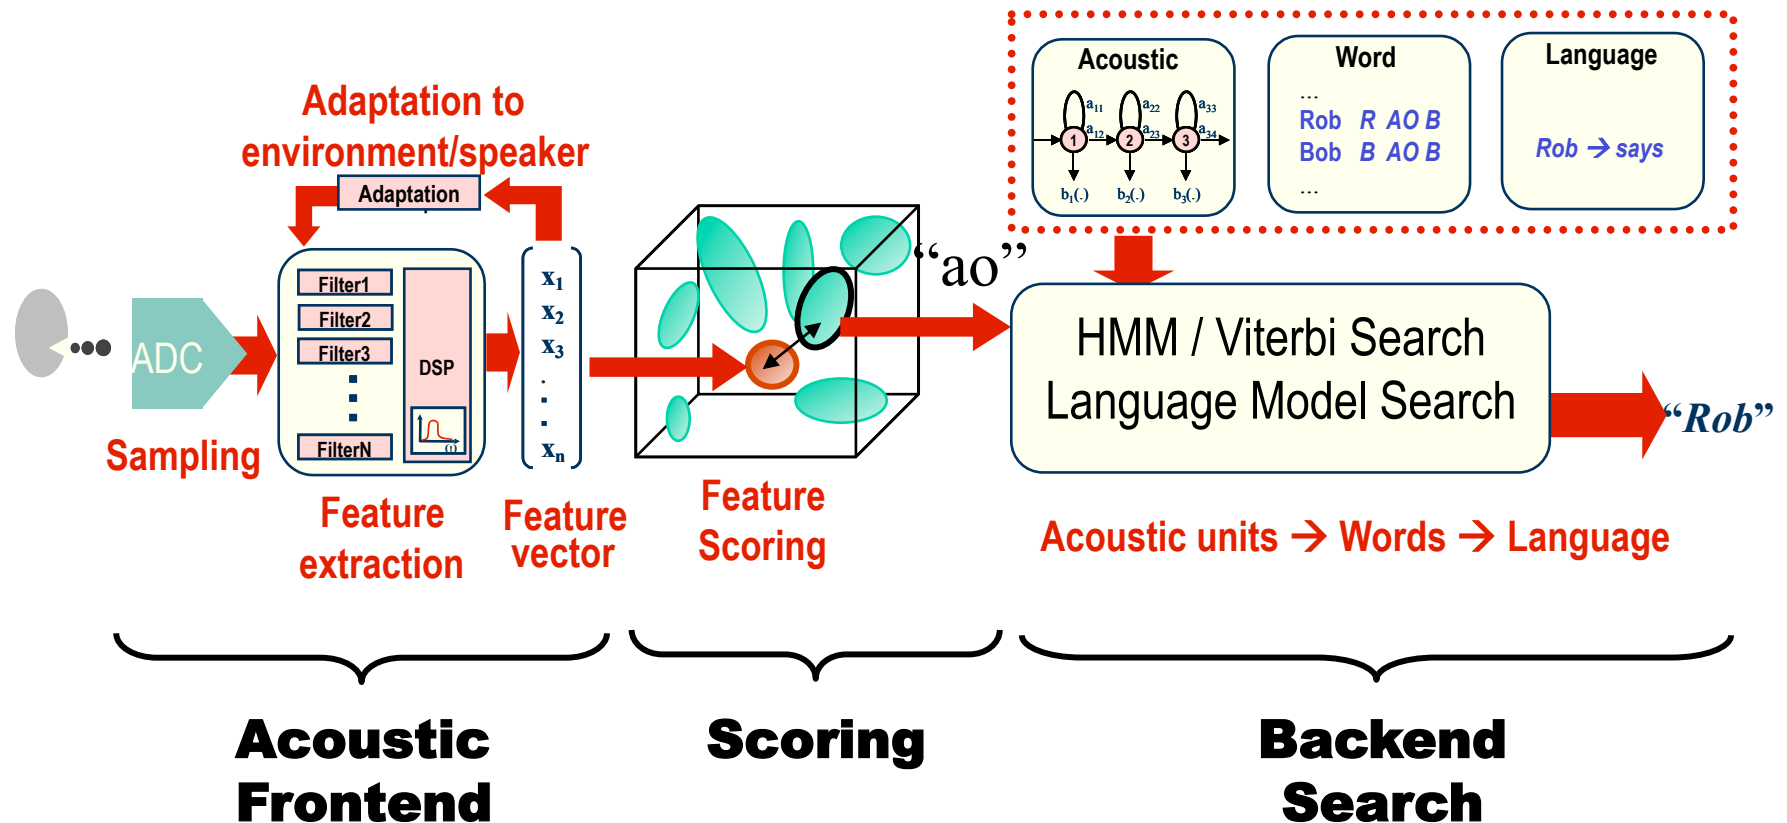 Adaptation to
environment/speaker
Adaptation
ADC
Sampling
Filter1
Filter2
Filter3
FilterN
DSP
Feature
extraction
x1
x2
x3
xn
Feature
vector
Feature
Scoring
“ao”
Acoustic
a11
a22
a33
a12
a23
a34
1
2
3
b1(.)
b2(.)
b3(.)
Word
...
Rob R AO B
Bob B AO B
...
Language
Rob → says
HMM / Viterbi Search
Language Model Search
“Rob”
Acoustic units → Words → Language
Acoustic
Frontend
Scoring
Backend
Search